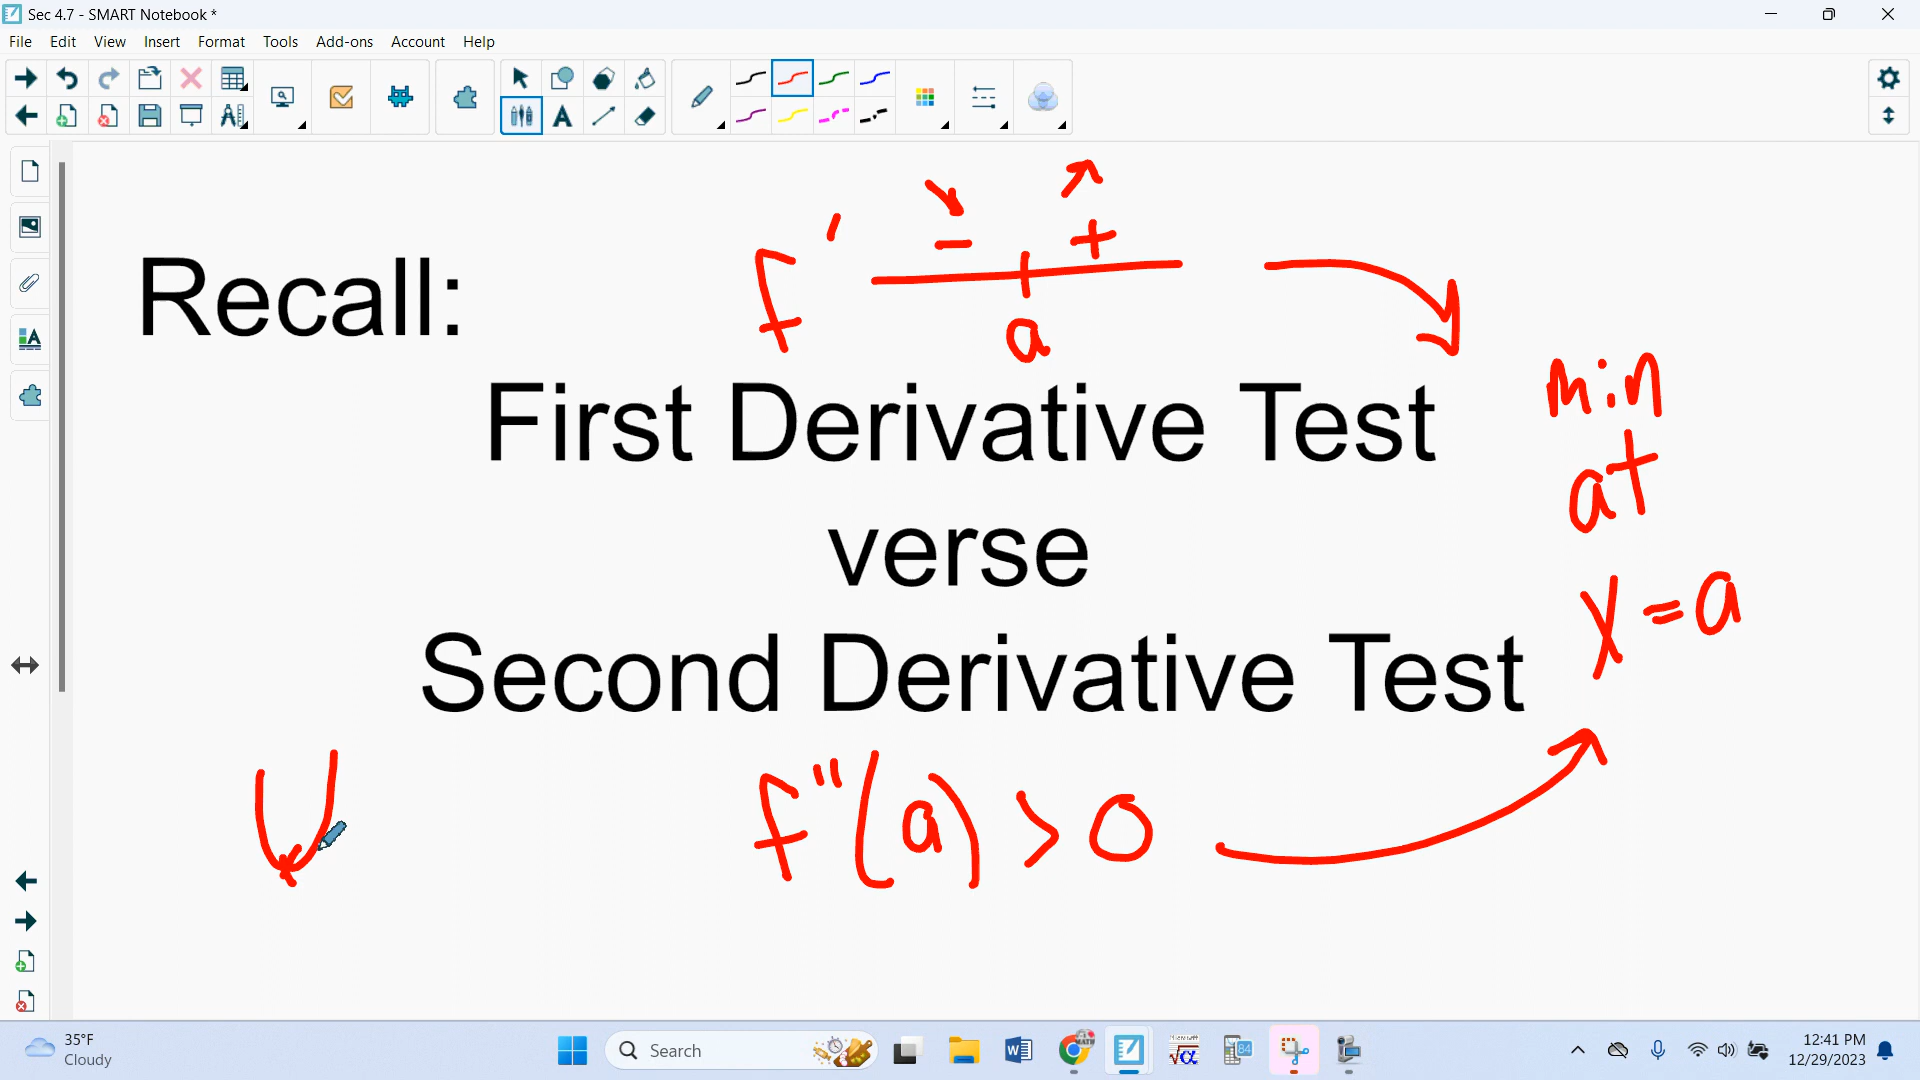 Sec 4.7 - SMART Notebook *
File Edit View Insert Format Tools Add-ons Account Help
f ′ − +
a
Recall:
First Derivative Test
verse
Second Derivative Test
min
at
x = a
f″(a) > 0
35°F
Cloudy
Search
12:41 PM
12/29/2023